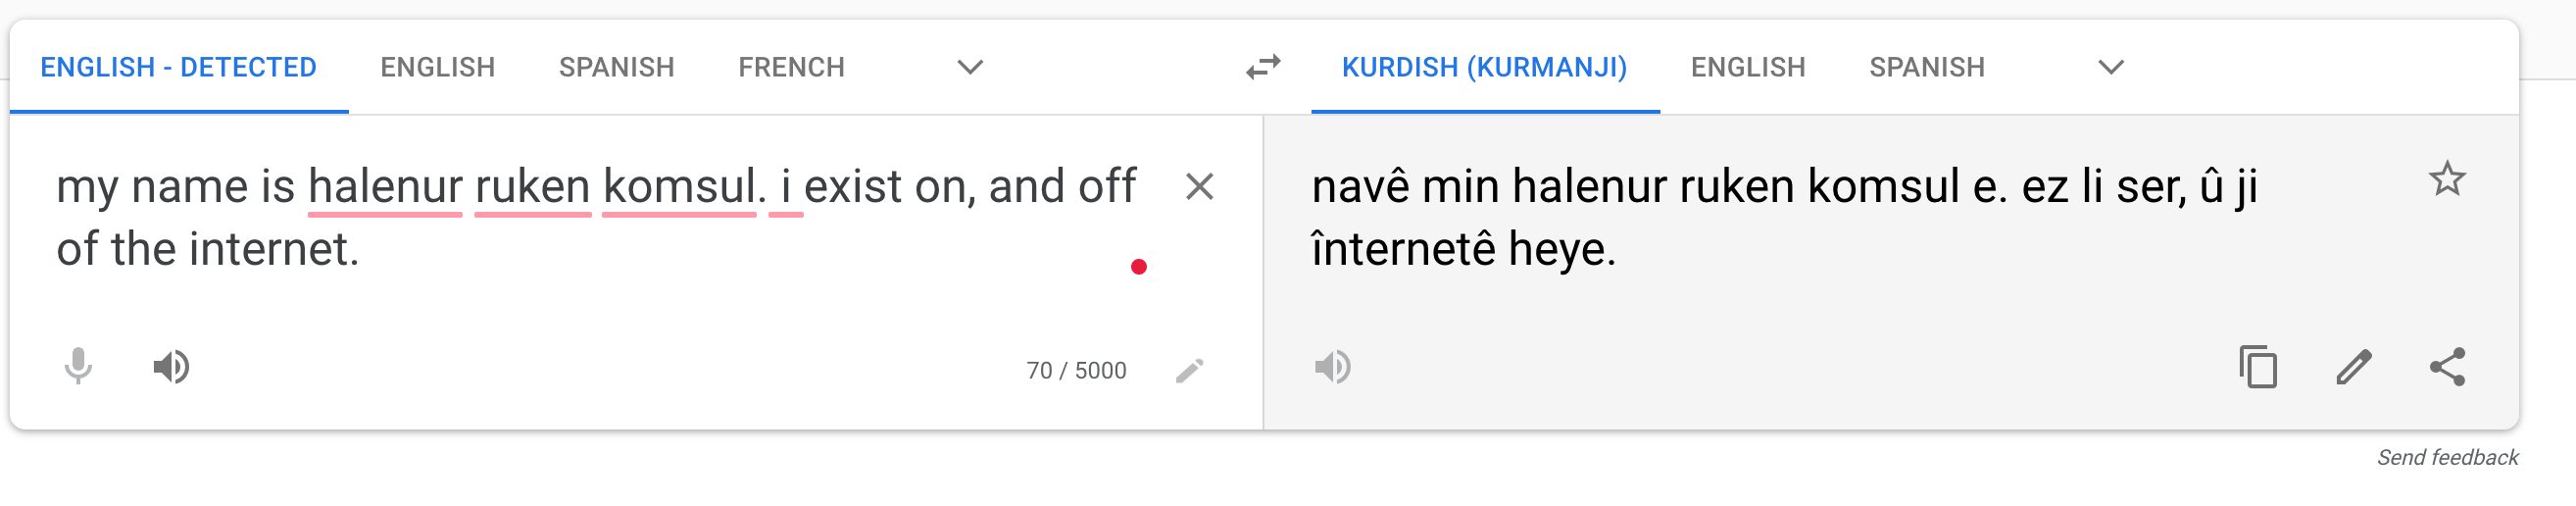 ENGLISH - DETECTED ENGLISH SPANISH FRENCH KURDISH (KURMANJI) ENGLISH SPANISH
my name is halenur ruken komsul. i exist on, and off
of the internet.
70 / 5000
navê min halenur ruken komsul e. ez li ser, û ji
înternetê heye.
Send feedback